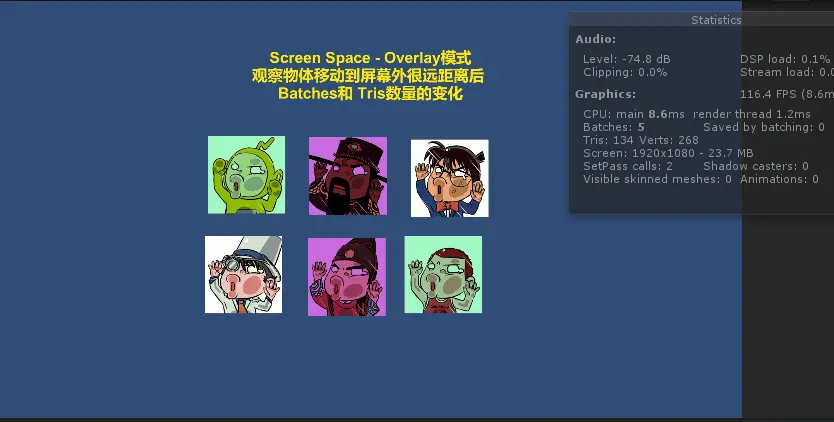 Screen Space - Overlay模式
观察物体移动到屏幕外很远距离后
Batches和 Tris数量的变化
Statistics
Audio:
Level: -74.8 dB DSP load: 0.1%
Clipping: 0.0% Stream load: 0.0
Graphics: 116.4 FPS (8.6m
CPU: main 8.6ms render thread 1.2ms
Batches: 5 Saved by batching: 0
Tris: 134 Verts: 268
Screen: 1920x1080 - 23.7 MB
SetPass calls: 2 Shadow casters: 0
Visible skinned meshes: 0 Animations: 0